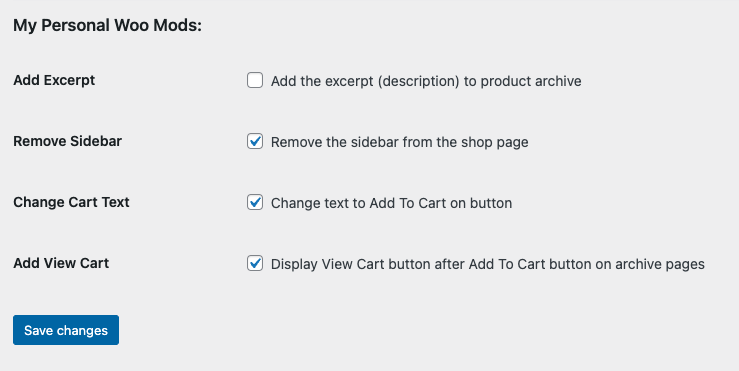 My Personal Woo Mods:
Add Excerpt Add the excerpt (description) to product archive
Remove Sidebar Remove the sidebar from the shop page
Change Cart Text Change text to Add To Cart on button
Add View Cart Display View Cart button after Add To Cart button on archive pages
Save changes